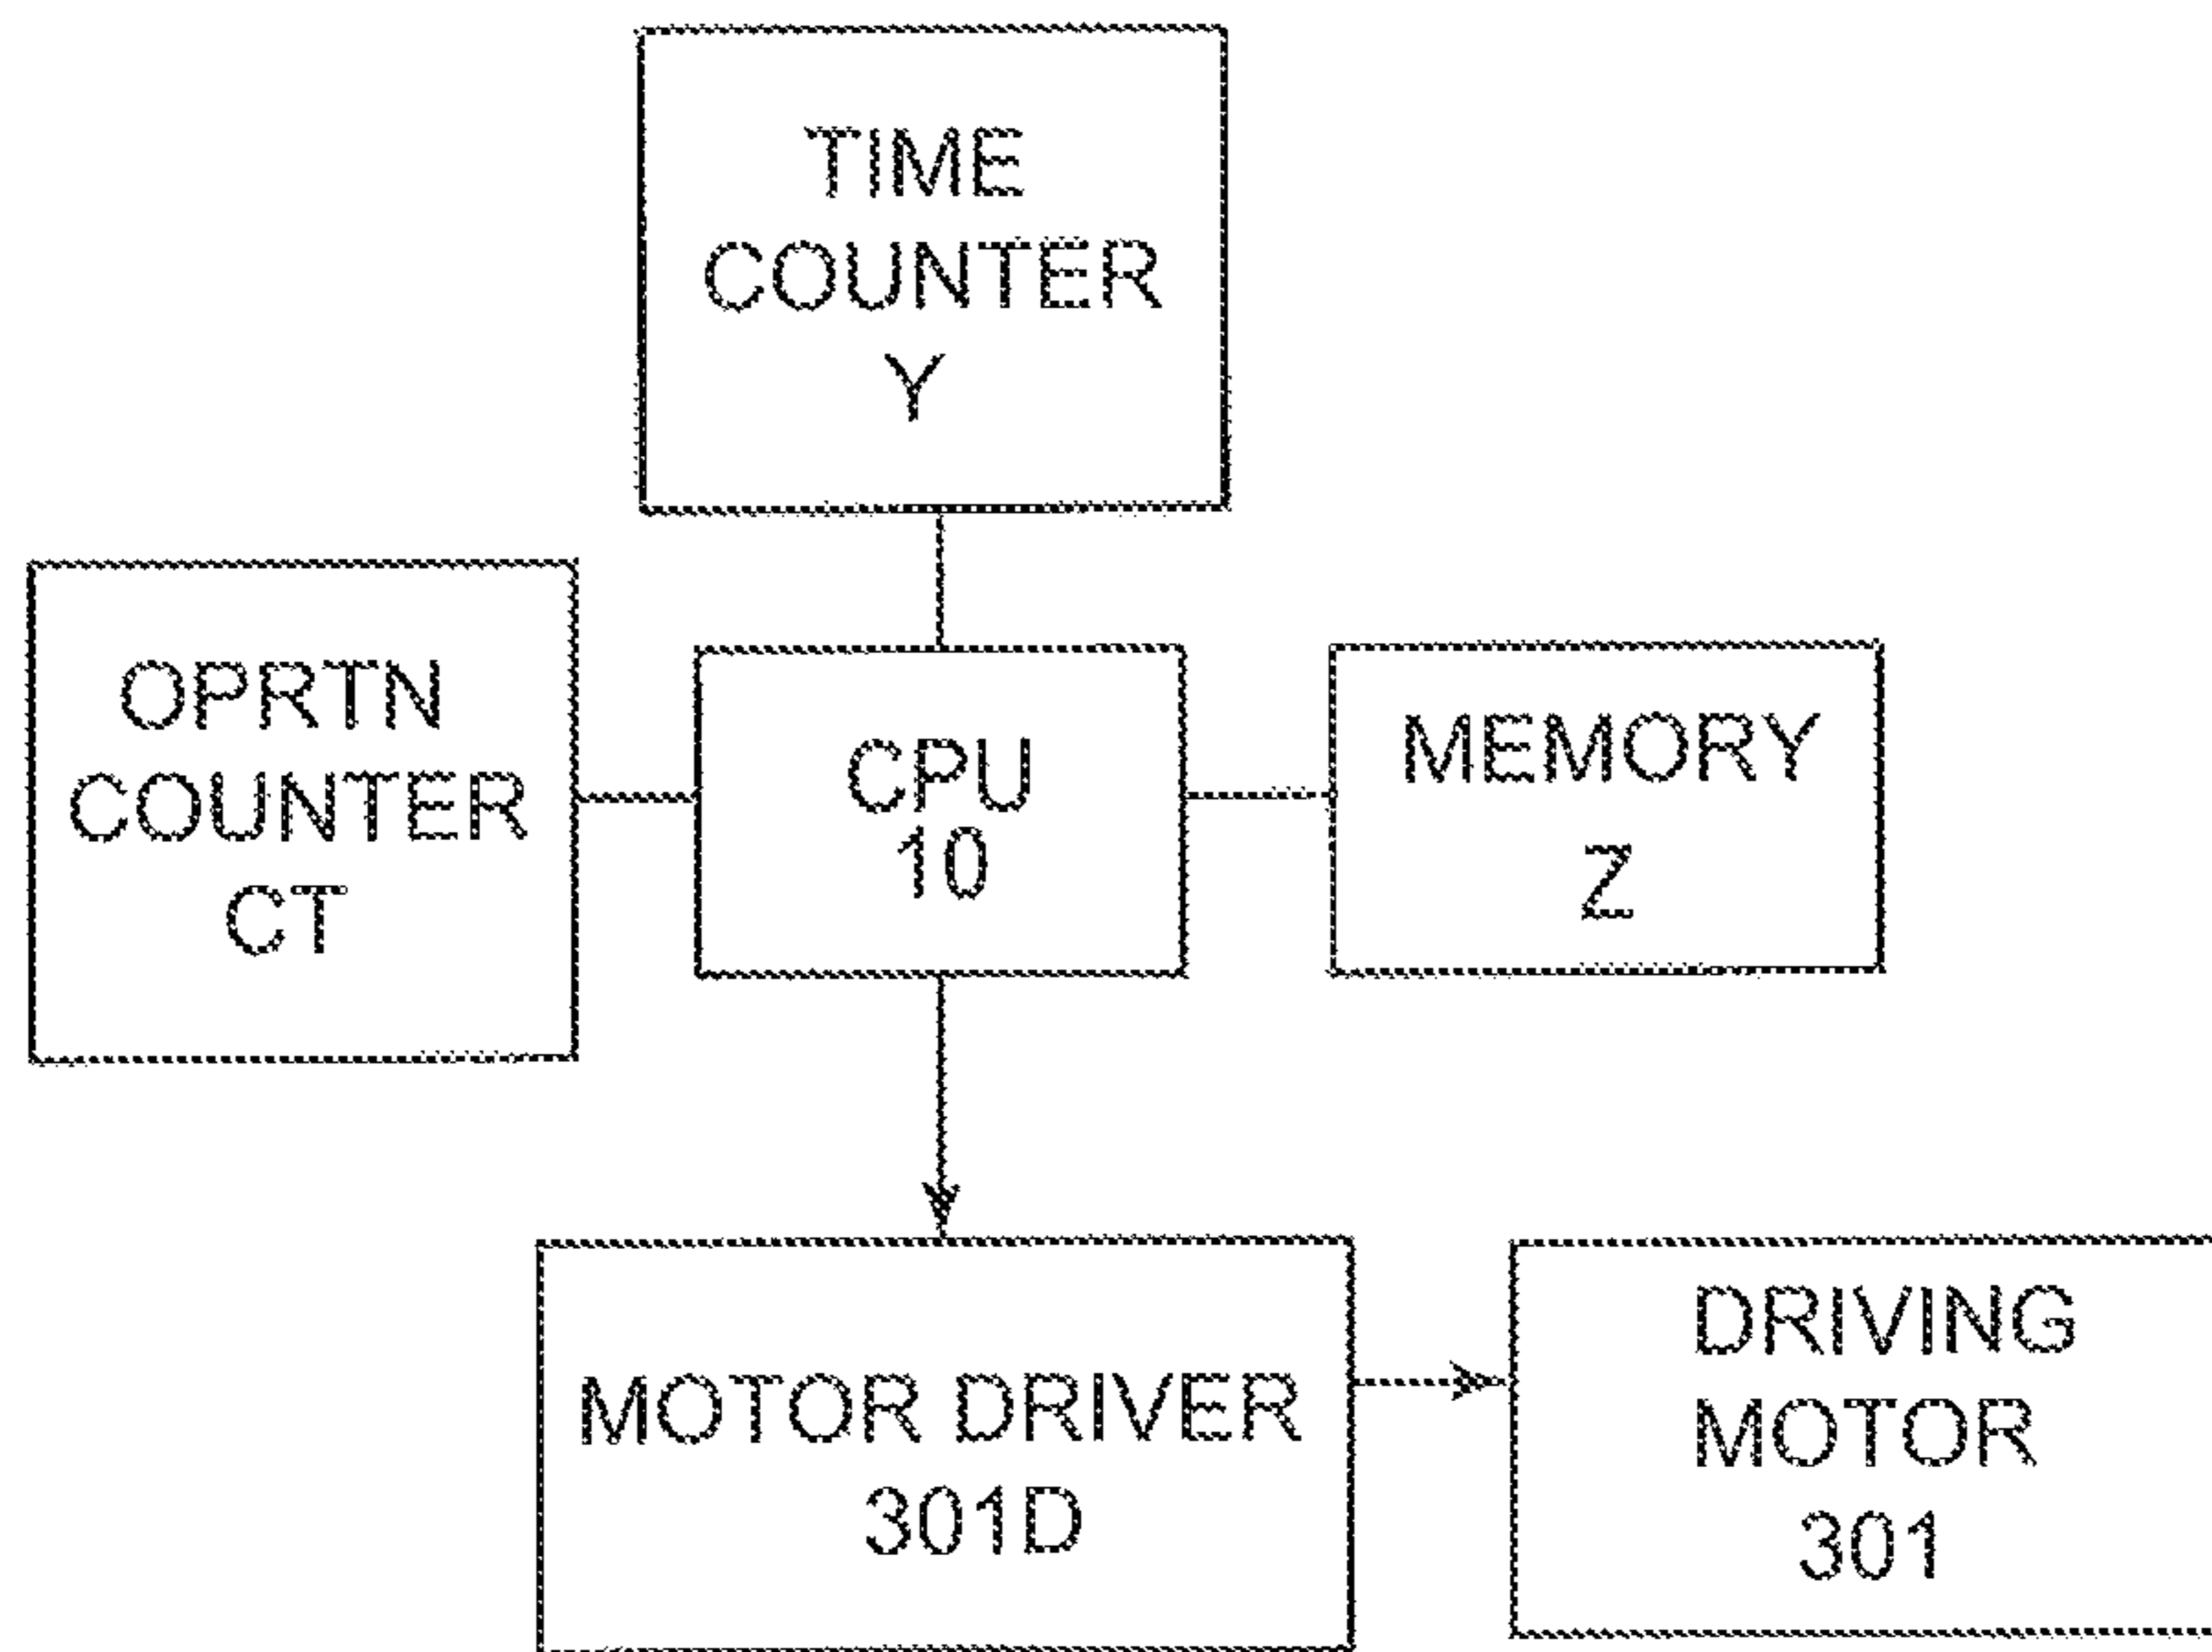 TIME
COUNTER
Y
OPRTN
COUNTER
CT
CPU
10
MEMORY
Z
MOTOR DRIVER
301D
DRIVING
MOTOR
301